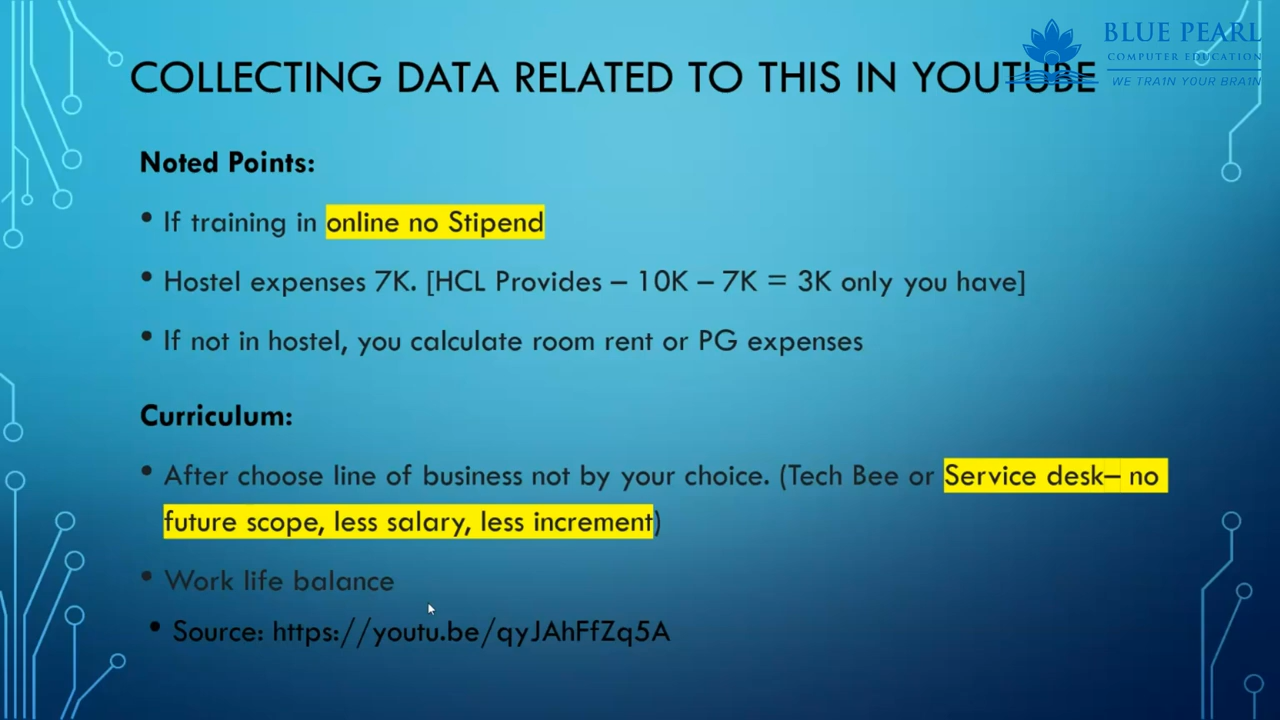 BLUE PEARL
COMPUTER EDUCATION
WE TRAIN YOUR BRAIN
COLLECTING DATA RELATED TO THIS IN YOUTUBE
Noted Points:
• If training in online no Stipend
• Hostel expenses 7K. [HCL Provides – 10K – 7K = 3K only you have]
• If not in hostel, you calculate room rent or PG expenses
Curriculum:
• After choose line of business not by your choice. (Tech Bee or Service desk– no
future scope, less salary, less increment)
• Work life balance
• Source: https://youtu.be/qyJAhFfZq5A